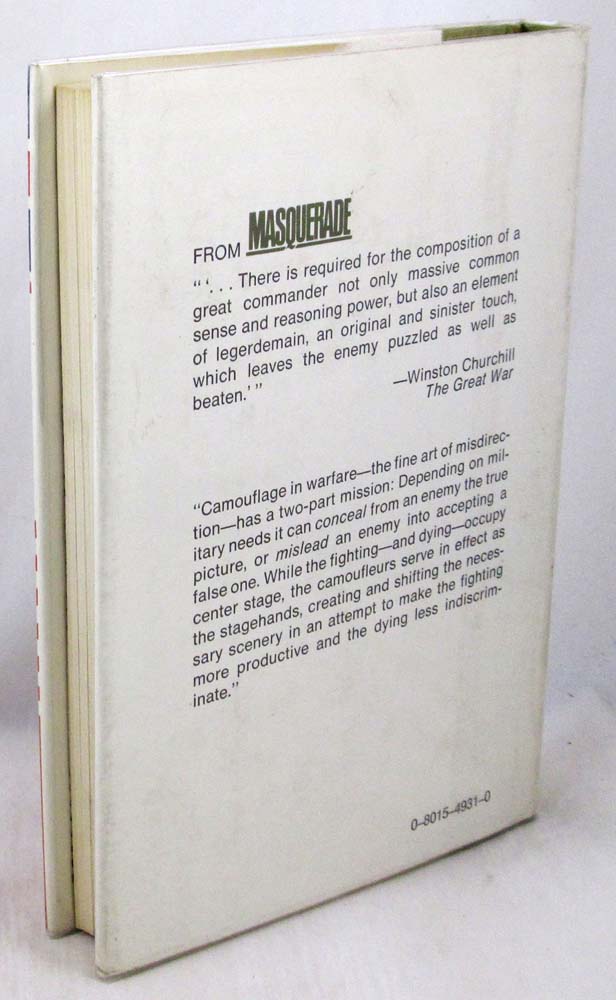 FROM MASQUERADE
"'. . . There is required for the composition of a
great commander not only massive common
sense and reasoning power, but also an element
of legerdemain, an original and sinister touch,
which leaves the enemy puzzled as well as
beaten.'"
—Winston Churchill
The Great War
"Camouflage in warfare—the fine art of misdirec-
tion—has a two-part mission: Depending on mil-
itary needs it can conceal from an enemy the true
picture, or mislead an enemy into accepting a
false one. While the fighting—and dying—occupy
center stage, the camoufleurs serve in effect as
the stagehands, creating and shifting the neces-
sary scenery in an attempt to make the fighting
more productive and the dying less indiscrim-
inate."
0-8015-4931-0